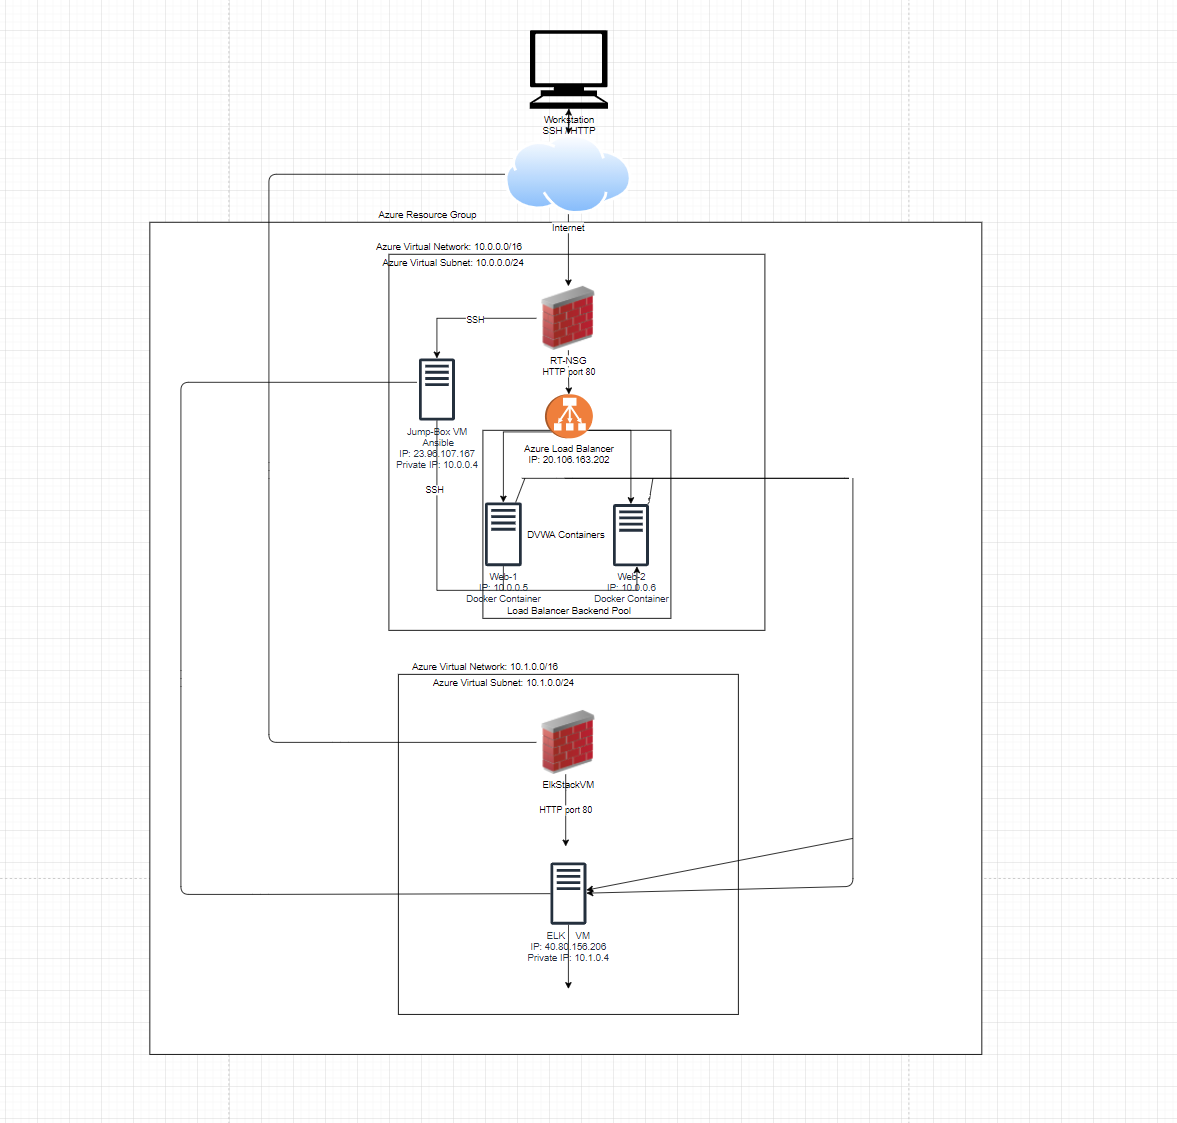 Workstation
SSH / HTTP
Azure Resource Group
Internet
Azure Virtual Network: 10.0.0.0/16
Azure Virtual Subnet: 10.0.0.0/24
SSH
RT-NSG
HTTP port 80
Jump-Box VM
Ansible
IP: 23.96.107.167
Private IP: 10.0.0.4
Azure Load Balancer
IP: 20.106.163.202
SSH
DVWA Containers
Web-1
IP: 10.0.0.5
Docker Container
Web-2
IP: 10.0.0.6
Docker Container
Load Balancer Backend Pool
Azure Virtual Network: 10.1.0.0/16
Azure Virtual Subnet: 10.1.0.0/24
ElkStackVM
HTTP port 80
ELK VM
IP: 40.80.156.206
Private IP: 10.1.0.4